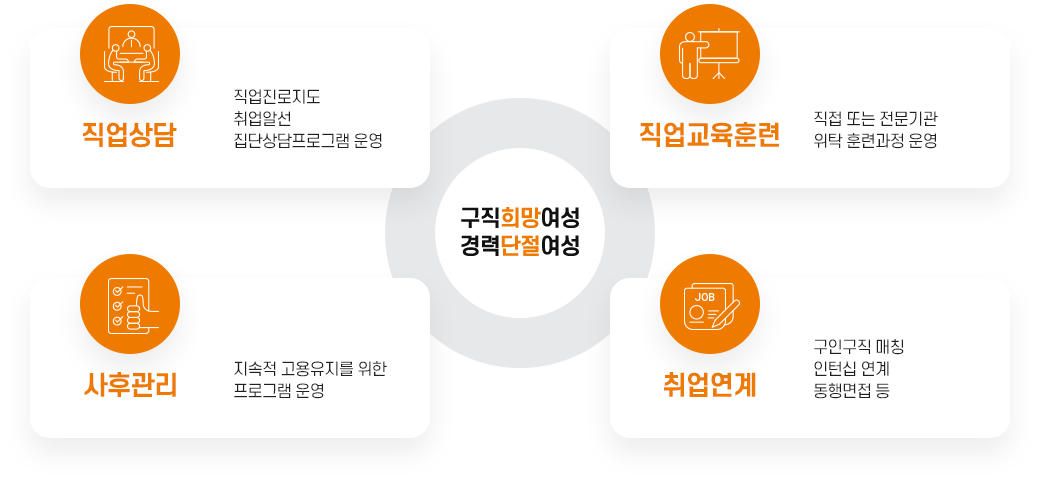 직업상담
직업진로지도
취업알선
집단상담프로그램 운영
직업교육훈련
직접 또는 전문기관
위탁 훈련과정 운영
구직희망여성
경력단절여성
사후관리
지속적 고용유지를 위한
프로그램 운영
JOB
취업연계
구인구직 매칭
인턴십 연계
동행면접 등